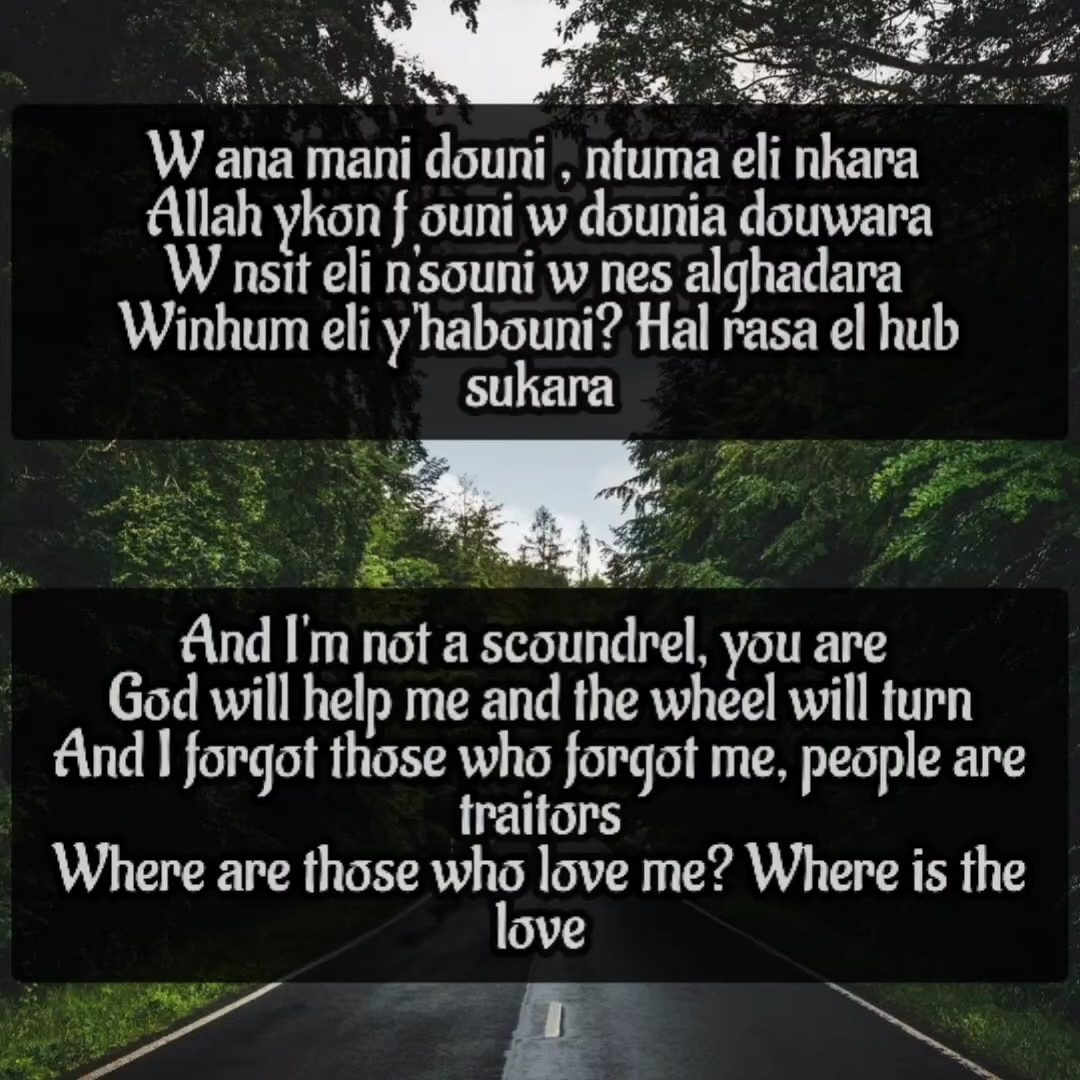 W ana mani douni , ntuma eli nkara
Allah ykon f ouni w dounia douwara
W nsit eli n'souni w nes alghadara
Winhum eli y'habouni? Hal rasa el hub
sukara
And I'm not a scoundrel, you are
God will help me and the wheel will turn
And I forgot those who forgot me, people are
traitors
Where are those who love me? Where is the
love